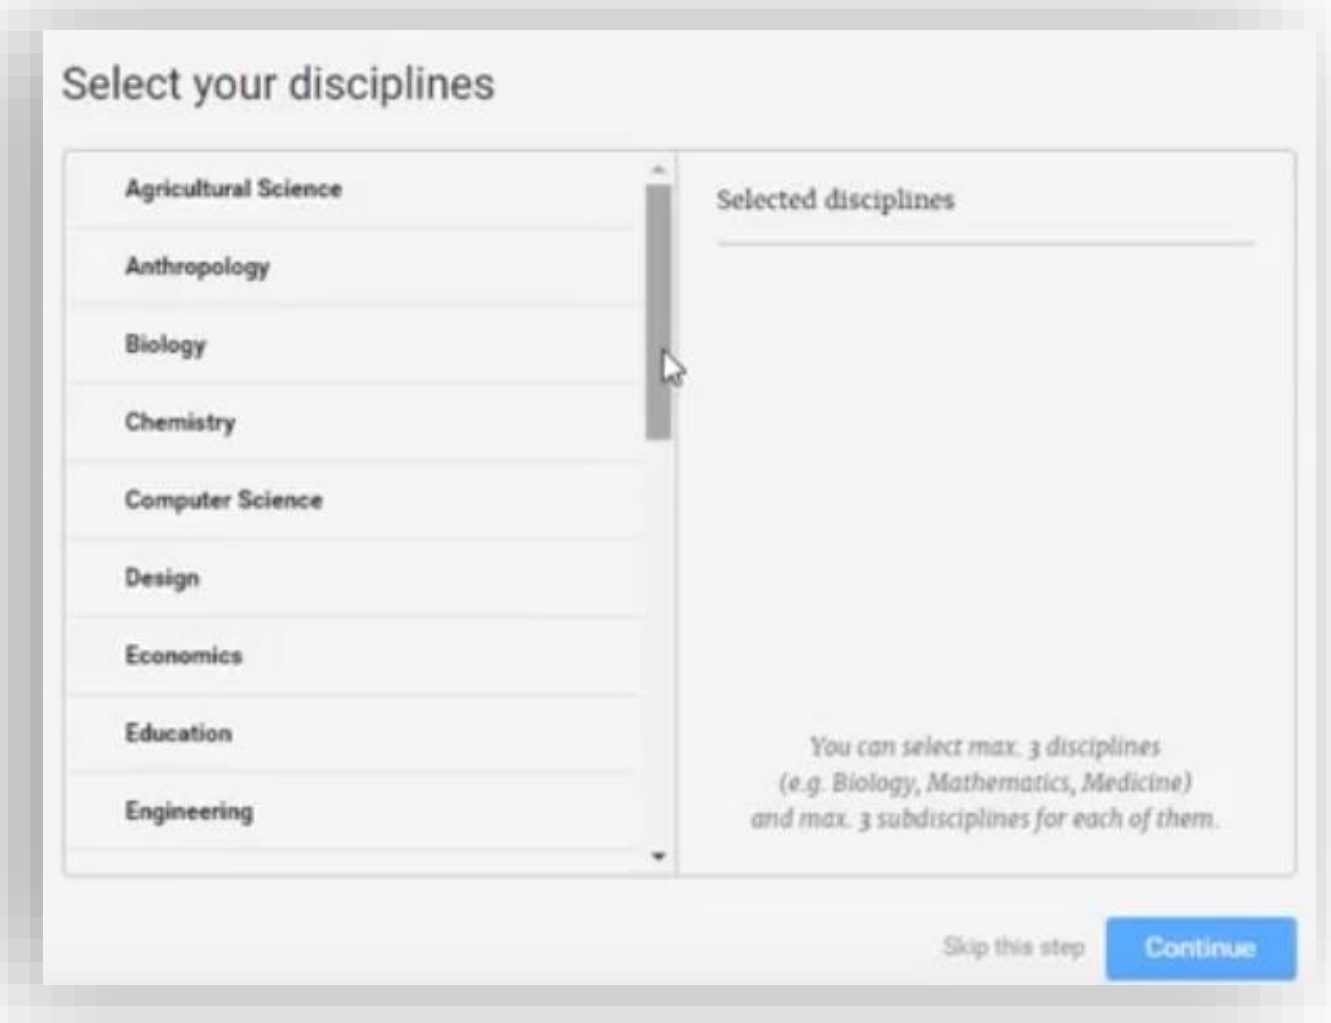 Select your disciplines
Agricultural Science
Anthropology
Biology
Chemistry
Computer Science
Design
Economics
Education
Engineering
Selected disciplines
You can select max. 3 disciplines
(e.g. Biology, Mathematics, Medicine)
and max. 3 subdisciplines for each of them.
Skip this step
Continue